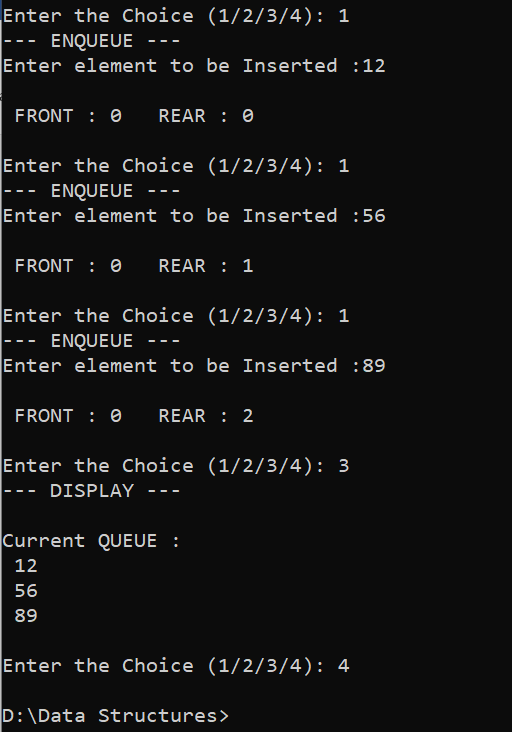 Enter the Choice (1/2/3/4): 1
--- ENQUEUE ---
Enter element to be Inserted :12
FRONT : 0   REAR : 0
Enter the Choice (1/2/3/4): 1
--- ENQUEUE ---
Enter element to be Inserted :56
FRONT : 0   REAR : 1
Enter the Choice (1/2/3/4): 1
--- ENQUEUE ---
Enter element to be Inserted :89
FRONT : 0   REAR : 2
Enter the Choice (1/2/3/4): 3
--- DISPLAY ---
Current QUEUE :
12
56
89
Enter the Choice (1/2/3/4): 4
D:\Data Structures>